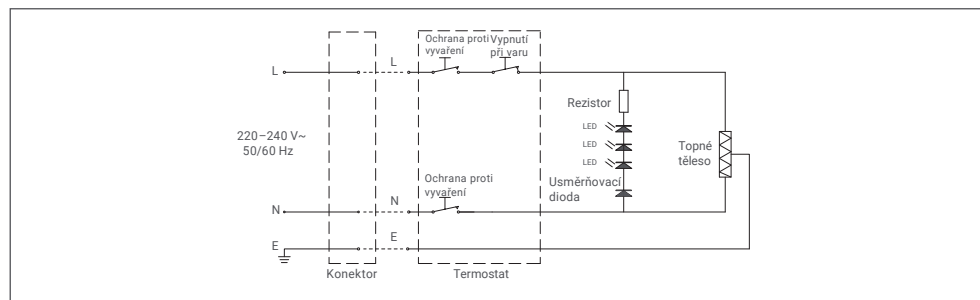 Ochrana proti
vyvaření
Vypnutí
při varu
L
L
Rezistor
LED
LED
LED
220–240 V~
50/60 Hz
Topné
těleso
Ochrana proti
vyvaření
Usměrňovací
dioda
N
N
E
E
Konektor
Termostat